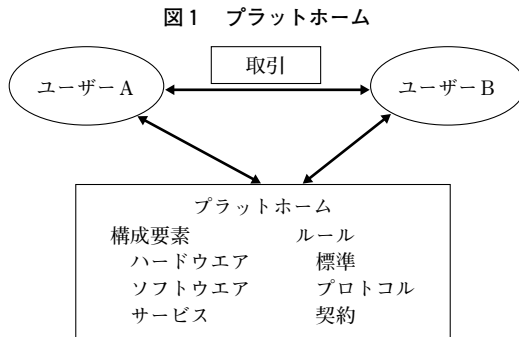 図1 プラットホーム
取引
ユーザーA
ユーザーB
プラットホーム
構成要素 ルール
ハードウエア 標準
ソフトウエア プロトコル
サービス 契約